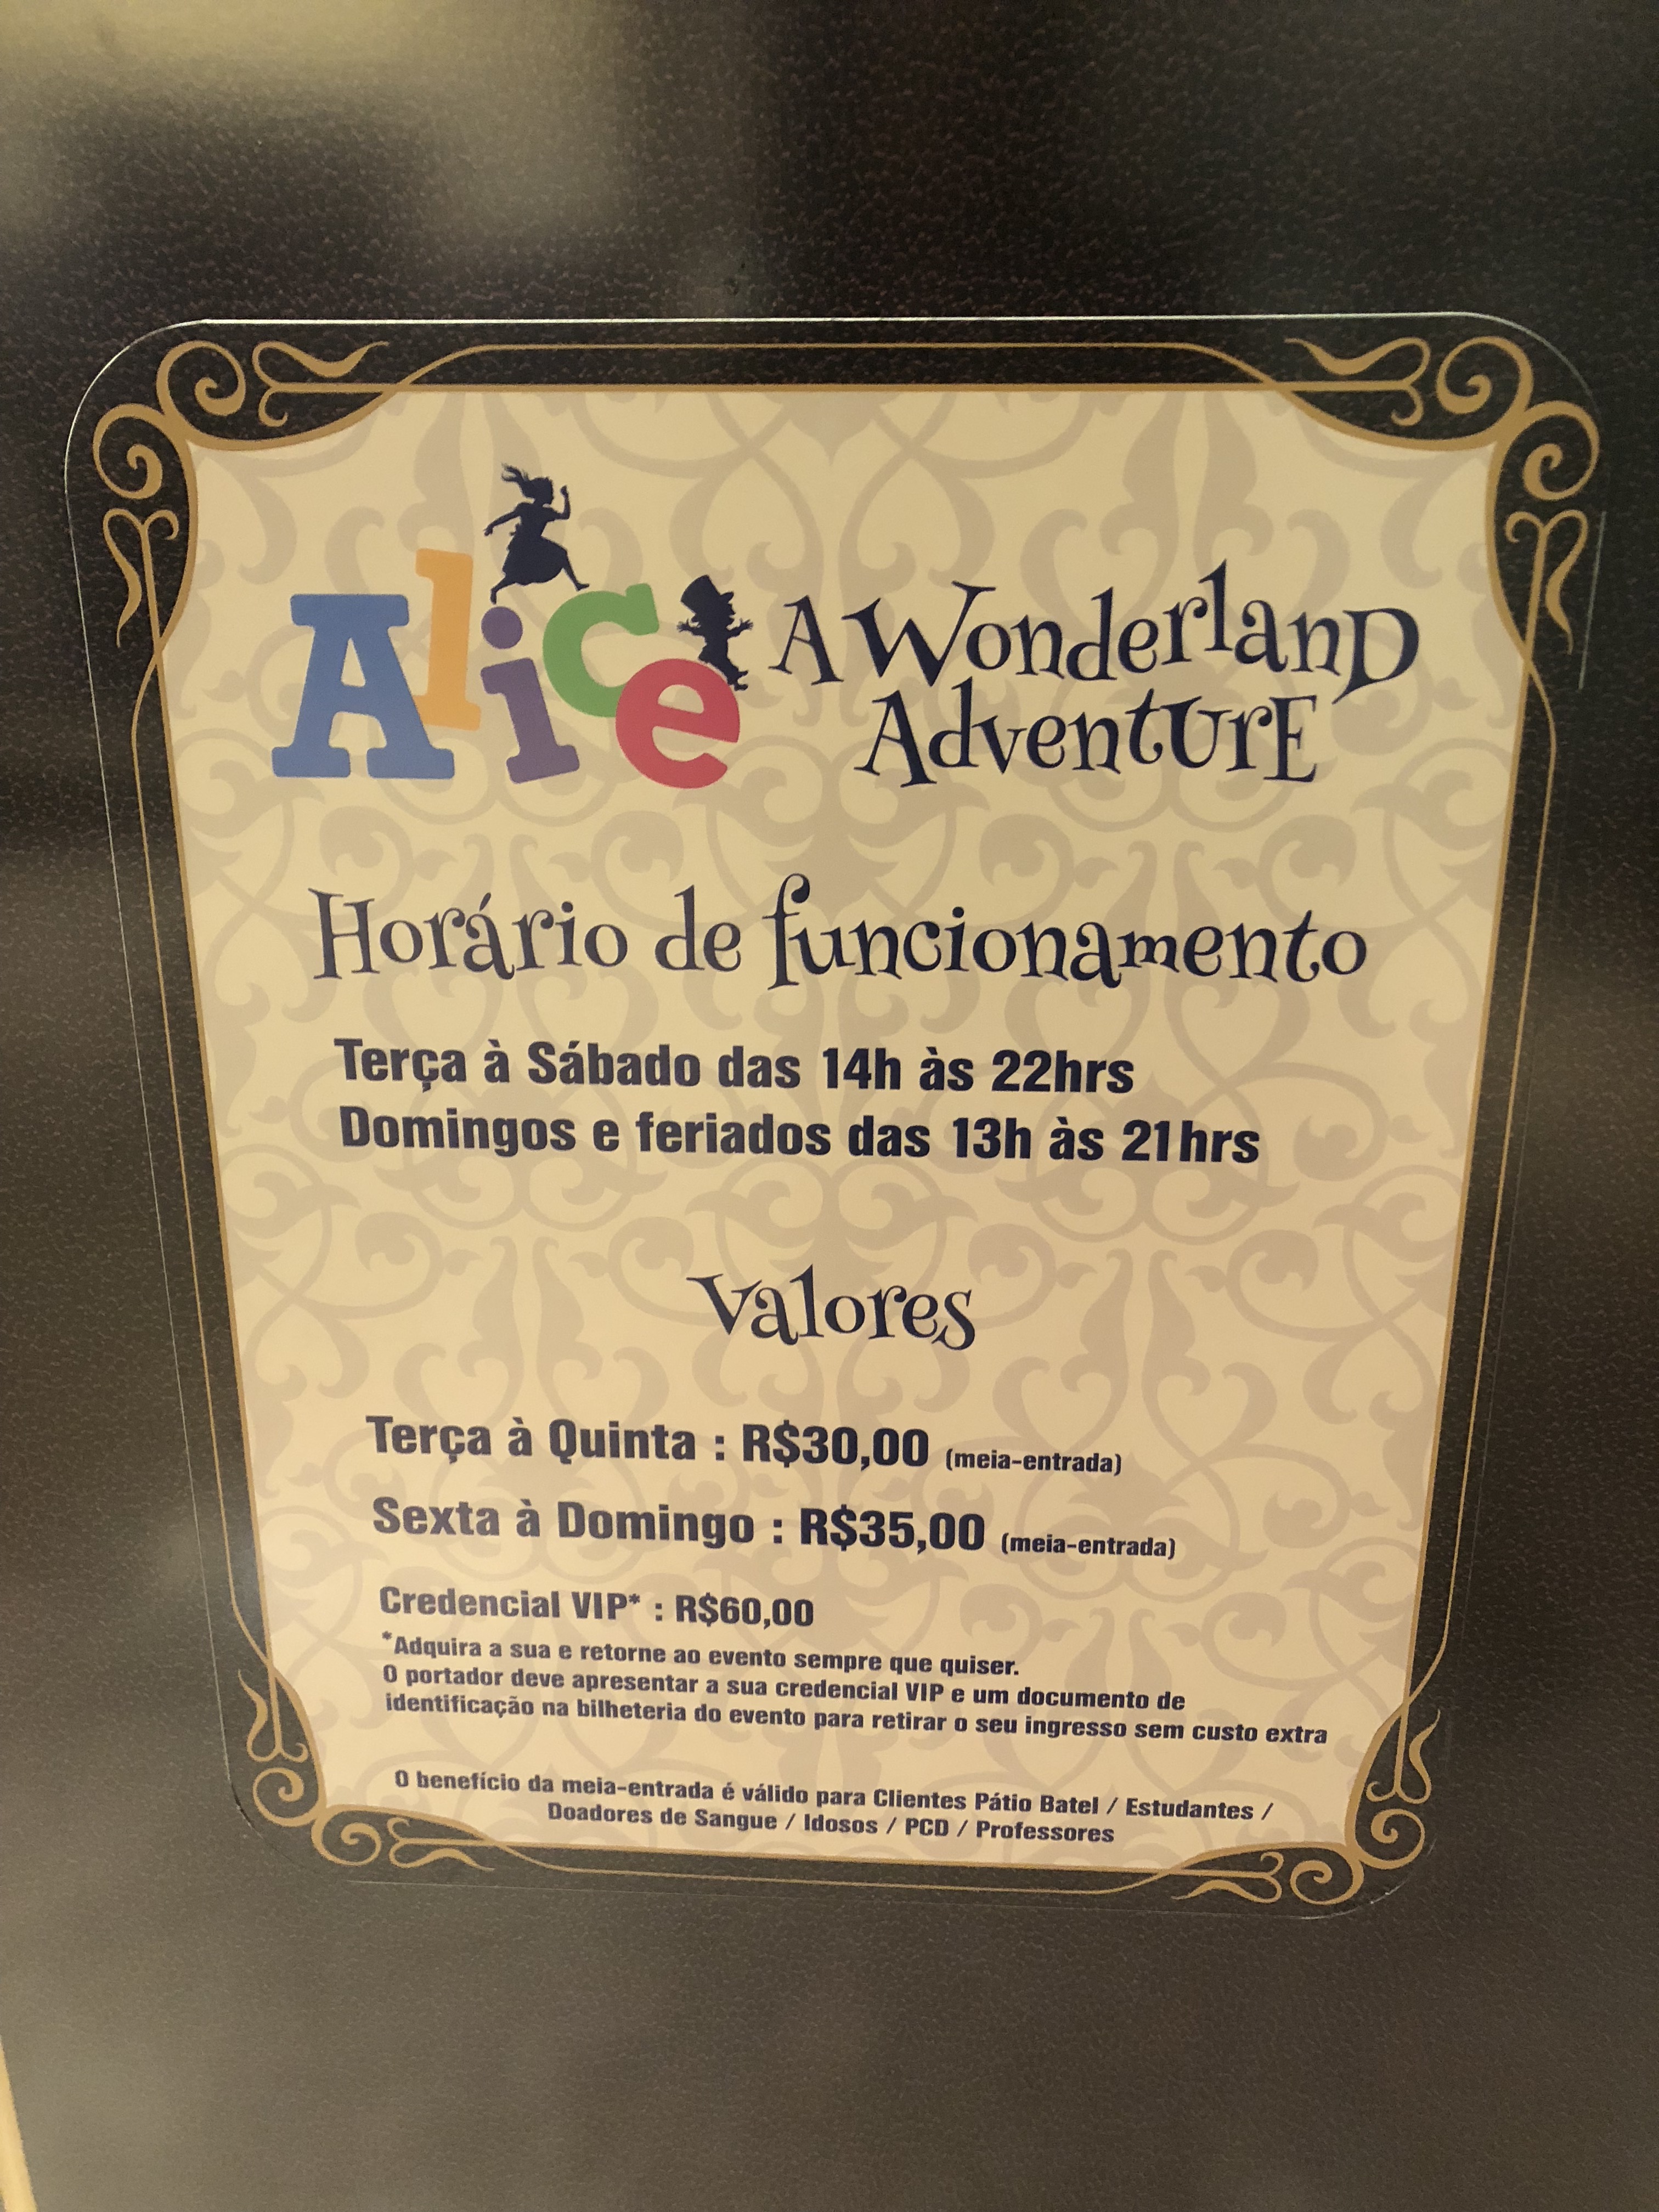 Alice A Wonderland
Adventure
Horário de funcionamento
Terça à Sábado das 14h às 22hrs
Domingos e feriados das 13h às 21hrs
Valores
Terça à Quinta : R$30,00 (meia-entrada)
Sexta à Domingo : R$35,00 (meia-entrada)
Credencial VIP* : R$60,00
*Adquira a sua e retorne ao evento sempre que quiser.
O portador deve apresentar a sua credencial VIP e um documento de
identificação na bilheteria do evento para retirar o seu ingresso sem custo extra
O benefício da meia-entrada é válido para Clientes Pátio Batel / Estudantes /
Doadores de Sangue / Idosos / PCD / Professores